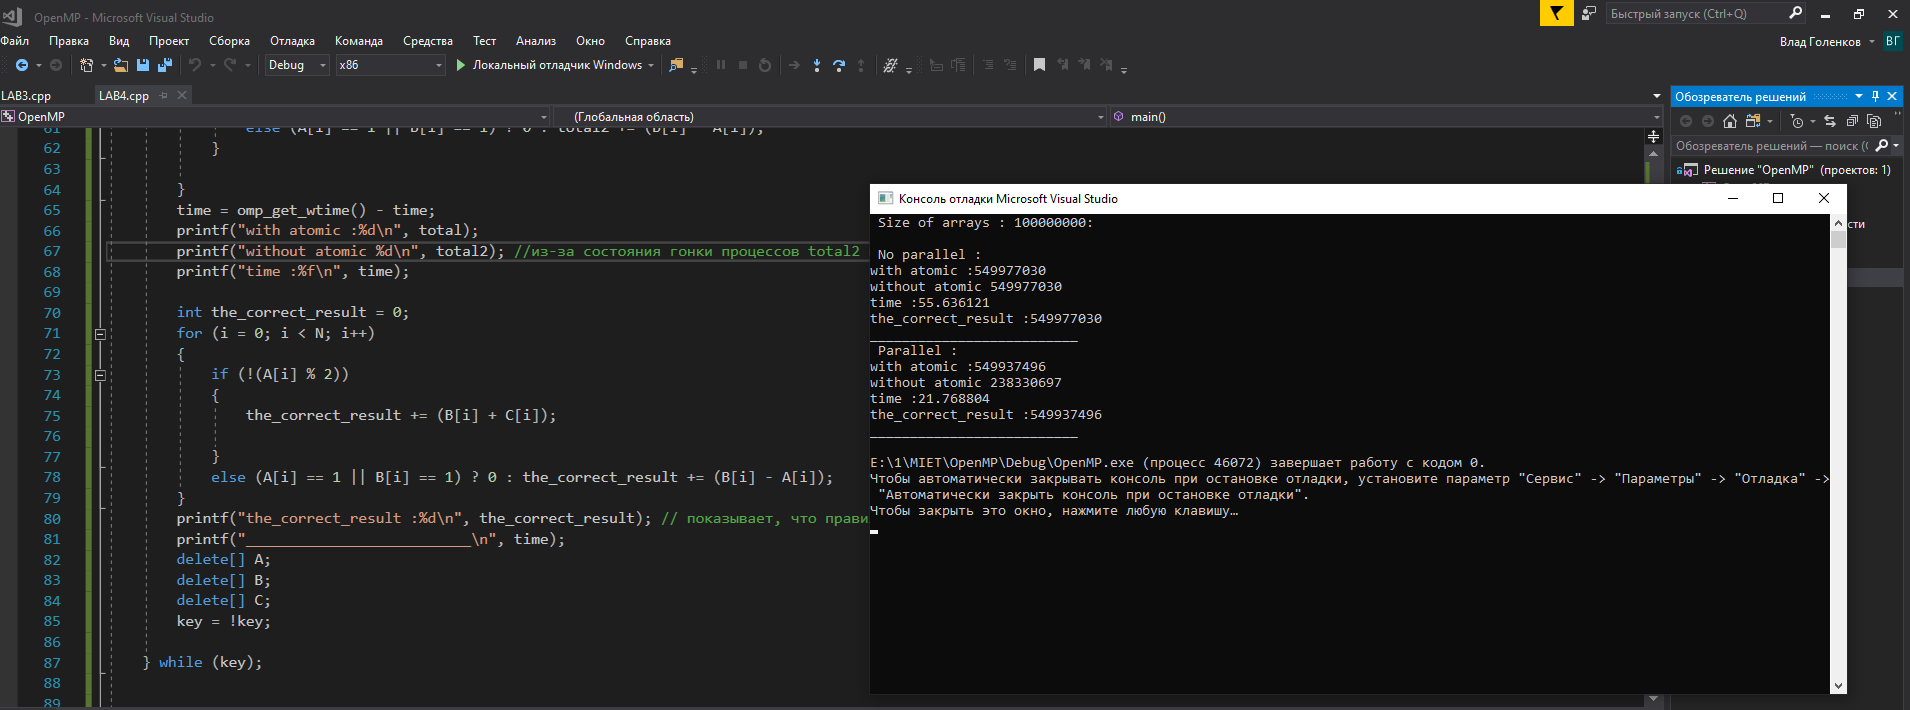 OpenMP - Microsoft Visual Studio
Быстрый запуск (Ctrl+Q)
Файл Правка Вид Проект Сборка Отладка Команда Средства Тест Анализ Окно Справка
Влад Голенков ВГ
Debug x86 Локальный отладчик Windows
LAB3.cpp LAB4.cpp
OpenMP (Глобальная область) main()
Обозреватель решений
Обозреватель решений — поиск (
Решение "OpenMP" (проектов: 1)
сти
61 else (A[i] == 1 || B[i] == 1) ? 0 : total2 += (B[i] - A[i]);
62 }
63
64 }
65 time = omp_get_wtime() - time;
66 printf("with atomic :%d\n", total);
67 printf("without atomic %d\n", total2); //из-за состояния гонки процессов total2
68 printf("time :%f\n", time);
69
70 int the_correct_result = 0;
71 for (i = 0; i < N; i++)
72 {
73 if (!(A[i] % 2))
74 {
75 the_correct_result += (B[i] + C[i]);
76
77 }
78 else (A[i] == 1 || B[i] == 1) ? 0 : the_correct_result += (B[i] - A[i]);
79 }
80 printf("the_correct_result :%d\n", the_correct_result); // показывает, что прави
81 printf("__________________________\n", time);
82 delete[] A;
83 delete[] B;
84 delete[] C;
85 key = !key;
86
87 } while (key);
88
89
Консоль отладки Microsoft Visual Studio
Size of arrays : 100000000:
No parallel :
with atomic :549977030
without atomic 549977030
time :55.636121
the_correct_result :549977030
__________________________
Parallel :
with atomic :549937496
without atomic 238330697
time :21.768804
the_correct_result :549937496
__________________________
E:\1\MIET\OpenMP\Debug\OpenMP.exe (процесс 46072) завершает работу с кодом 0.
Чтобы автоматически закрывать консоль при остановке отладки, установите параметр "Сервис" -> "Параметры" -> "Отладка" ->
"Автоматически закрыть консоль при остановке отладки".
Чтобы закрыть это окно, нажмите любую клавишу…